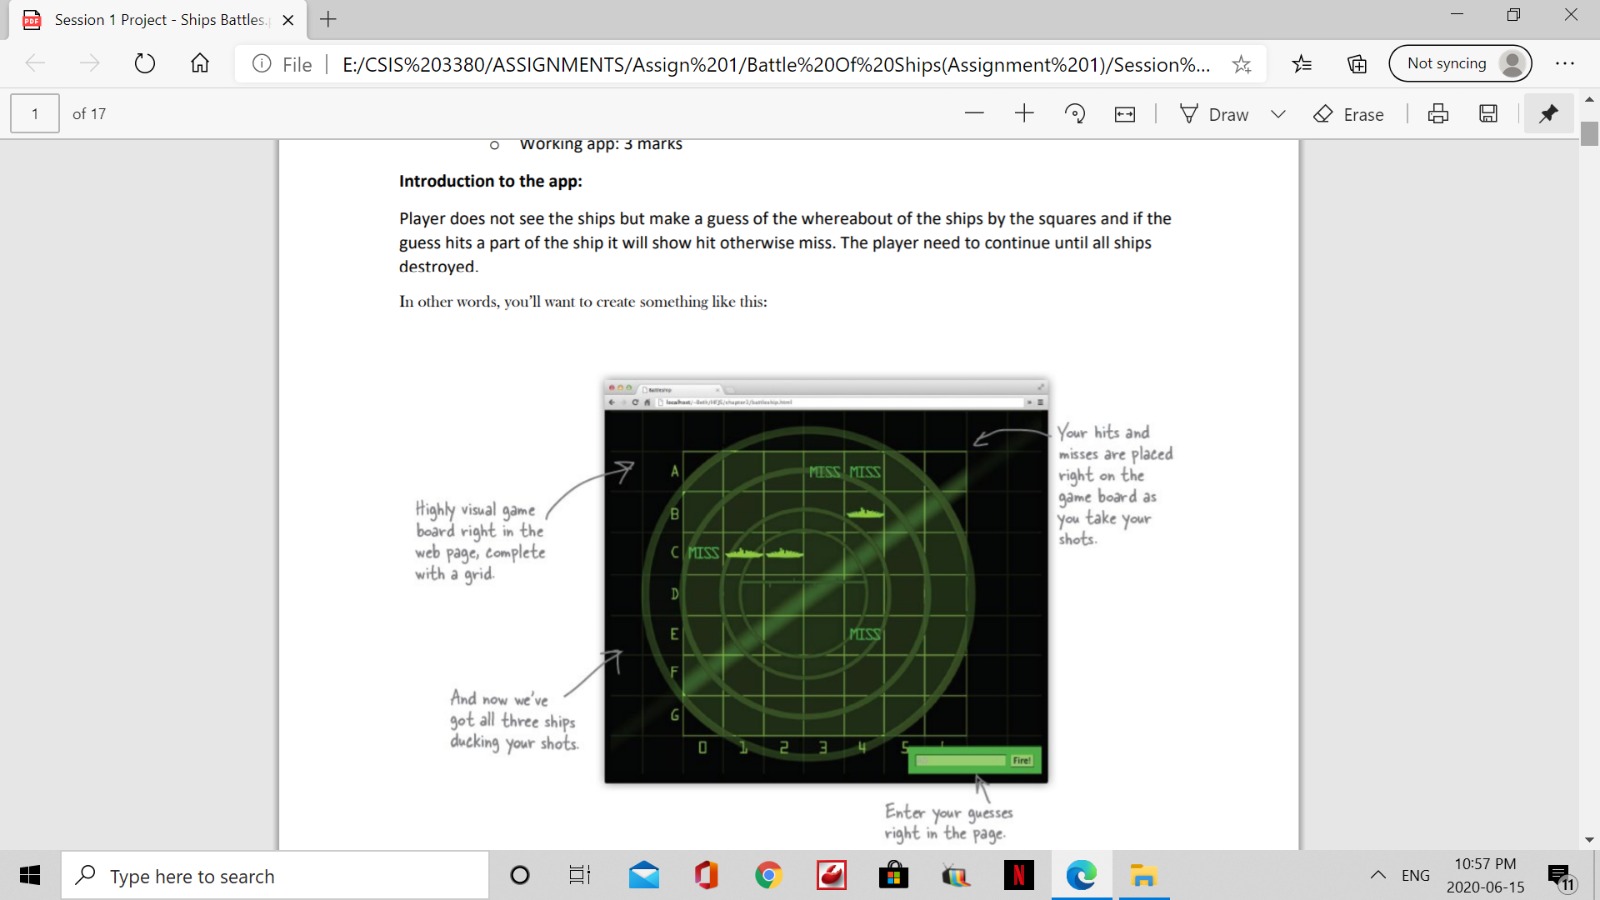 Session 1 Project - Ships Battles.
Not syncing
File
E:/CSIS%203380/ASSIGNMENTS/Assign%201/Battle%20Of%20Ships(Assignment%201)/Session%...
1
of 17
Draw
Erase
Working app: 3 marks
Introduction to the app:
Player does not see the ships but make a guess of the whereabout of the ships by the squares and if the
guess hits a part of the ship it will show hit otherwise miss. The player need to continue until all ships
destroyed.
In other words, you'll want to create something like this:
Battleship
Your hits and
misses are placed
right on the
game board as
you take your
shots.
Highly visual game
board right in the
web page, complete
with a grid.
And now we've
got all three ships
ducking your shots.
A MISS MISS
B
C MISS
D
E MISS
F
G
0 1 2 3 4 5
Fire!
Enter your guesses
right in the page.
Type here to search
ENG
10:57 PM
2020-06-15
11